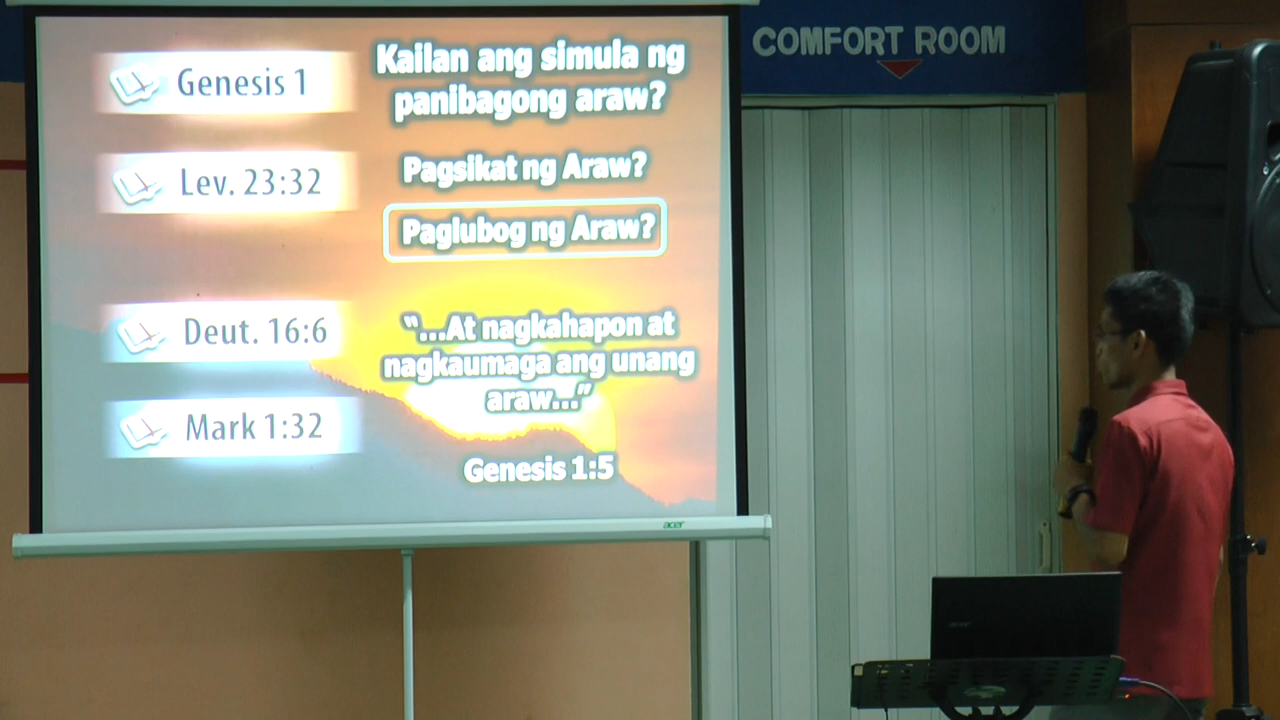 COMFORT ROOM
Genesis 1
Lev. 23:32
Deut. 16:6
Mark 1:32
Kailan ang simula ng
panibagong araw?
Pagsikat ng Araw?
Paglubog ng Araw?
"...At nagkahapon at
nagkaumaga ang unang
araw..."
Genesis 1:5
acer
acer